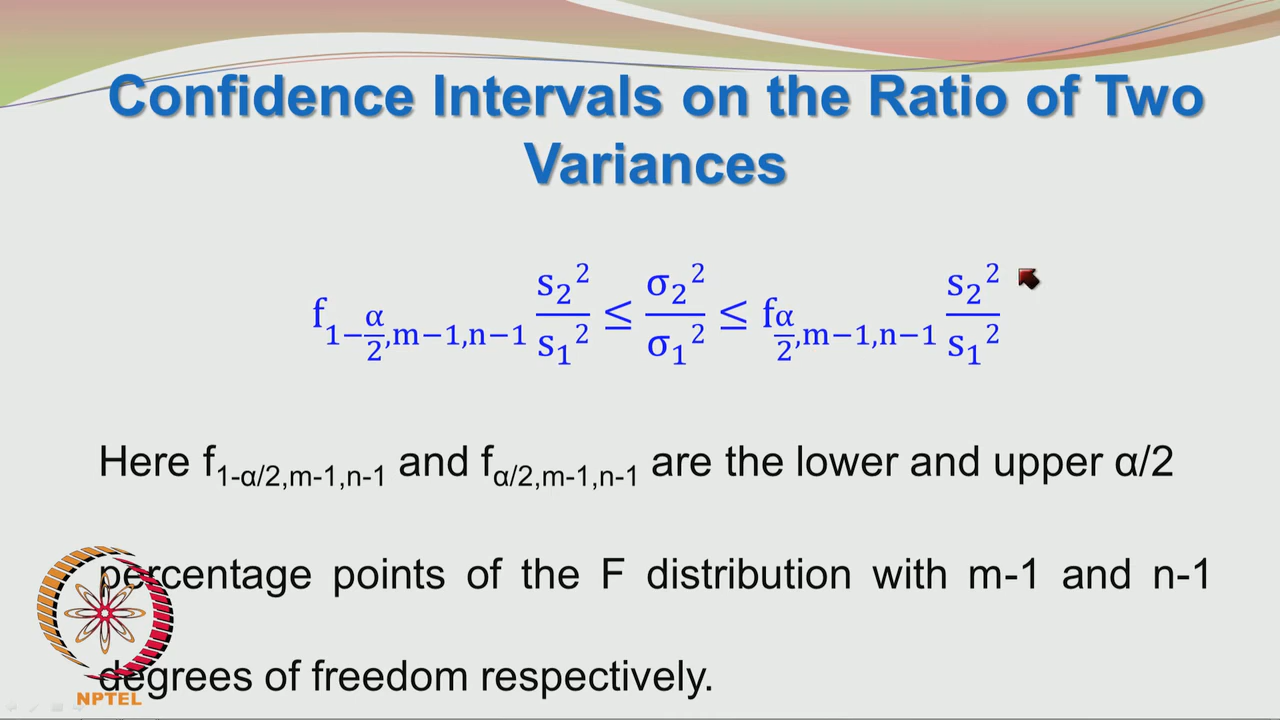 Confidence Intervals on the Ratio of Two
Variances
f₁₋α/₂,ₘ₋₁,ₙ₋₁ s₂²/s₁² ≤ σ₂²/σ₁² ≤ fα/₂,ₘ₋₁,ₙ₋₁ s₂²/s₁²
Here f1-α/2,m-1,n-1 and fα/2,m-1,n-1 are the lower and upper α/2
percentage points of the F distribution with m-1 and n-1
degrees of freedom respectively.
NPTEL